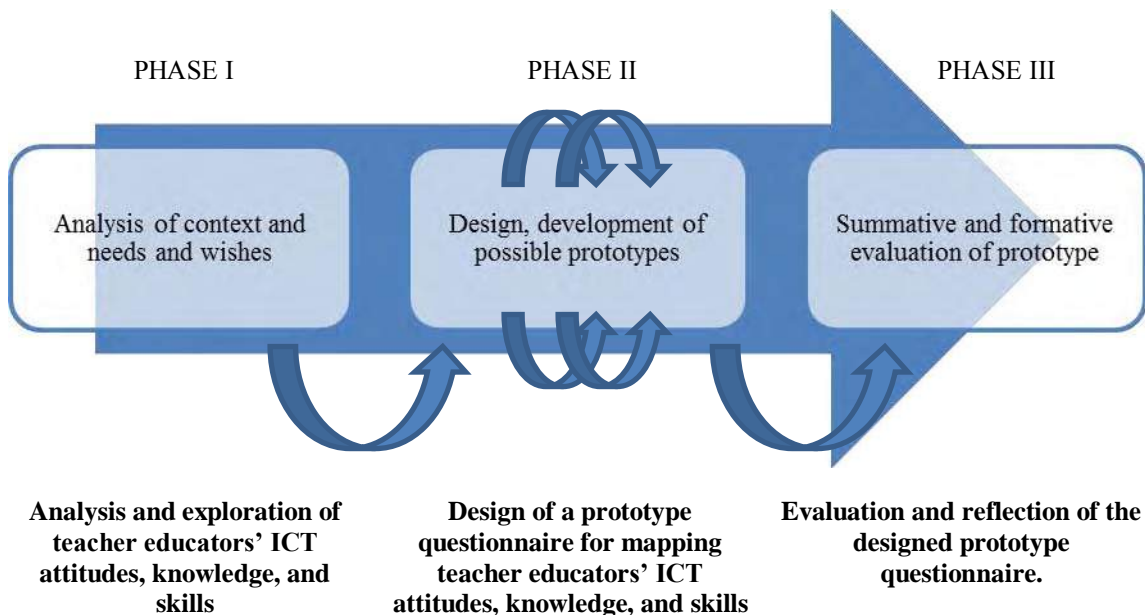 PHASE I
PHASE II
PHASE III
Analysis of context and
needs and wishes
Design, development of
possible prototypes
Summative and formative
evaluation of prototype
Analysis and exploration of
teacher educators’ ICT
attitudes, knowledge, and
skills
Design of a prototype
questionnaire for mapping
teacher educators’ ICT
attitudes, knowledge, and skills
Evaluation and reflection of the
designed prototype
questionnaire.